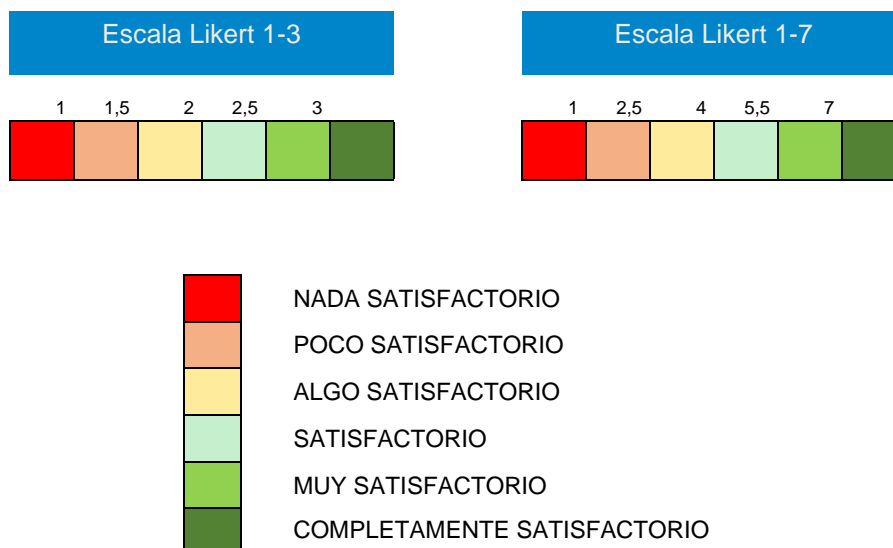 Escala Likert 1-3
Escala Likert 1-7
1 1,5 2 2,5 3
1 2,5 4 5,5 7
NADA SATISFACTORIO
POCO SATISFACTORIO
ALGO SATISFACTORIO
SATISFACTORIO
MUY SATISFACTORIO
COMPLETAMENTE SATISFACTORIO